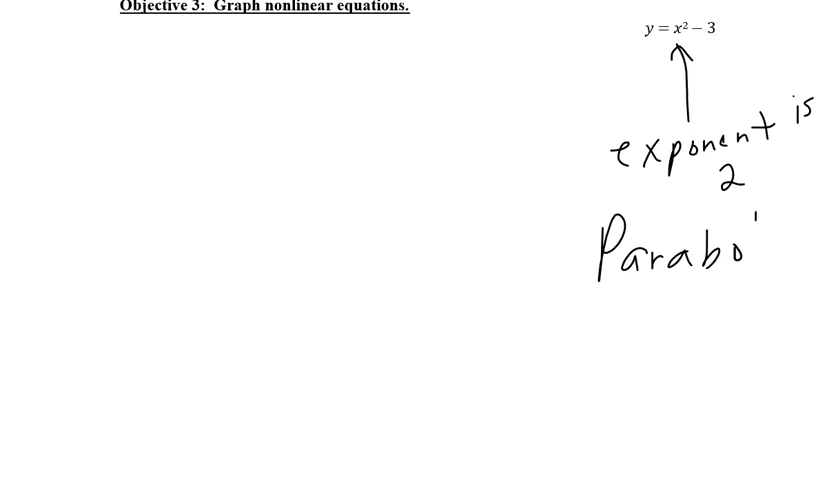 Objective 3: Graph nonlinear equations.
y = x² – 3
exponent is
2
Parabo